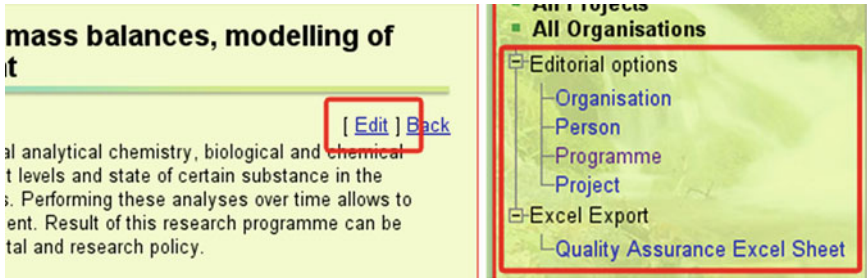 mass balances, modelling of
t
[ Edit ] Back
al analytical chemistry, biological and chemical
t levels and state of certain substance in the
s. Performing these analyses over time allows to
ent. Result of this research programme can be
tal and research policy.
All Projects
All Organisations
Editorial options
Organisation
Person
Programme
Project
Excel Export
Quality Assurance Excel Sheet